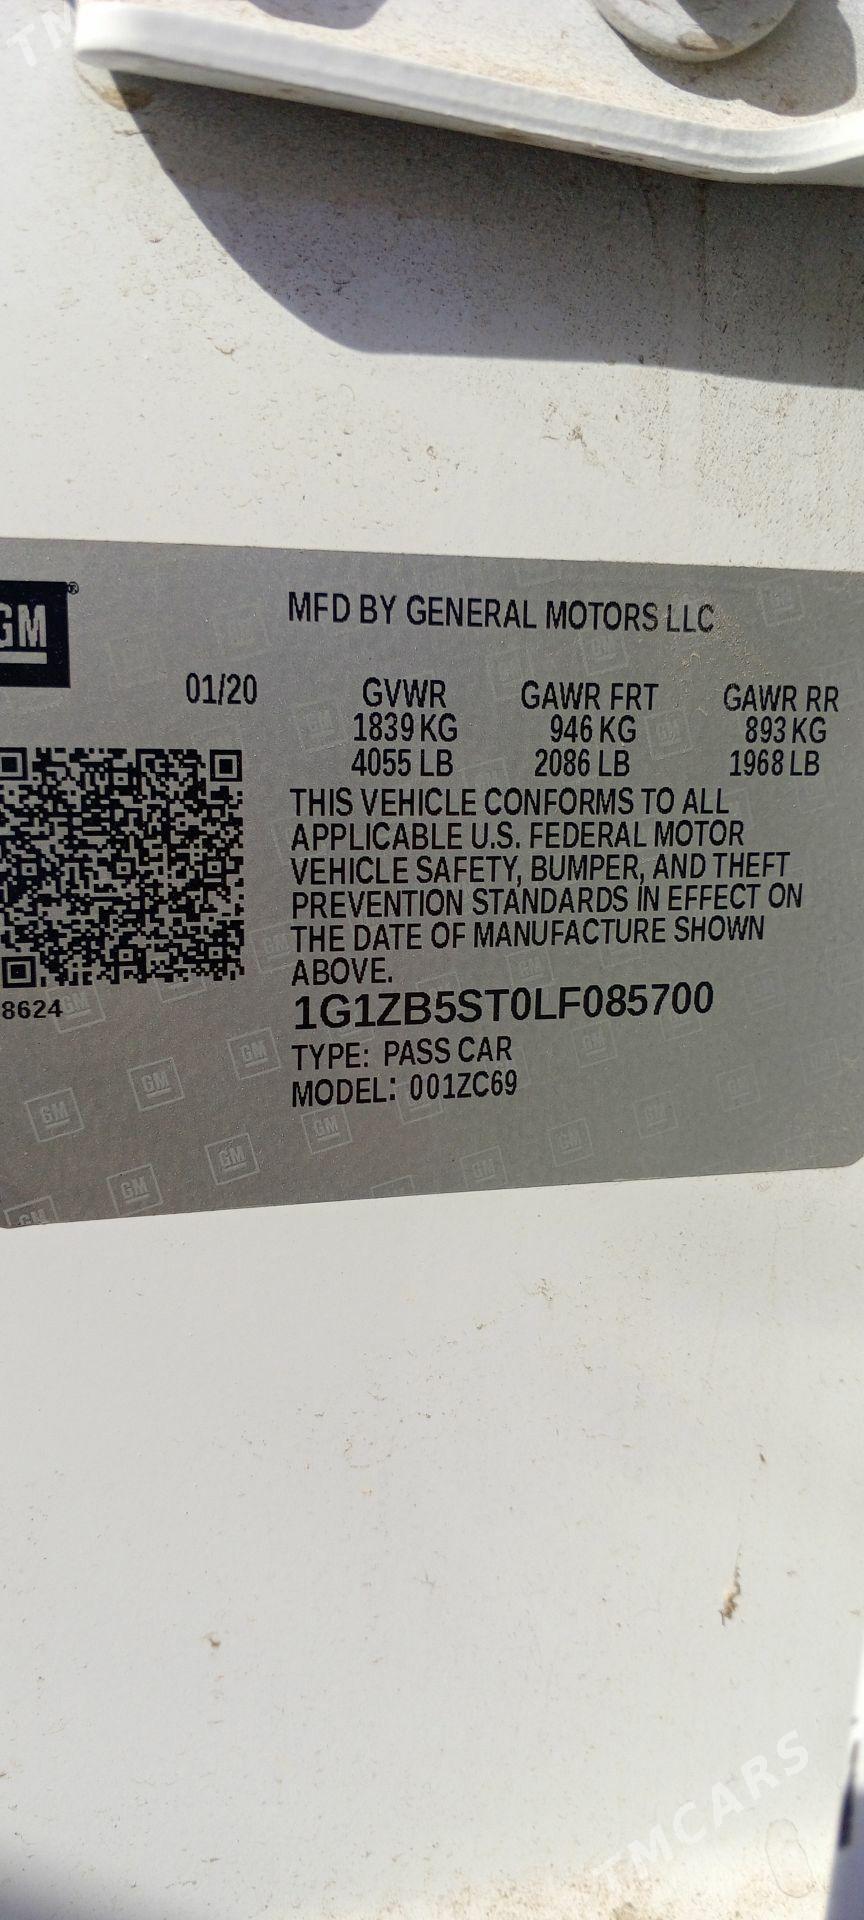 TM
GM®
MFD BY GENERAL MOTORS LLC
01/20 GVWR GAWR FRT GAWR RR
1839 KG 946 KG 893 KG
4055 LB 2086 LB 1968 LB
THIS VEHICLE CONFORMS TO ALL
APPLICABLE U.S. FEDERAL MOTOR
VEHICLE SAFETY, BUMPER, AND THEFT
PREVENTION STANDARDS IN EFFECT ON
THE DATE OF MANUFACTURE SHOWN
ABOVE.
8624
1G1ZB5ST0LF085700
TYPE: PASS CAR
MODEL: 001ZC69
TMCARS